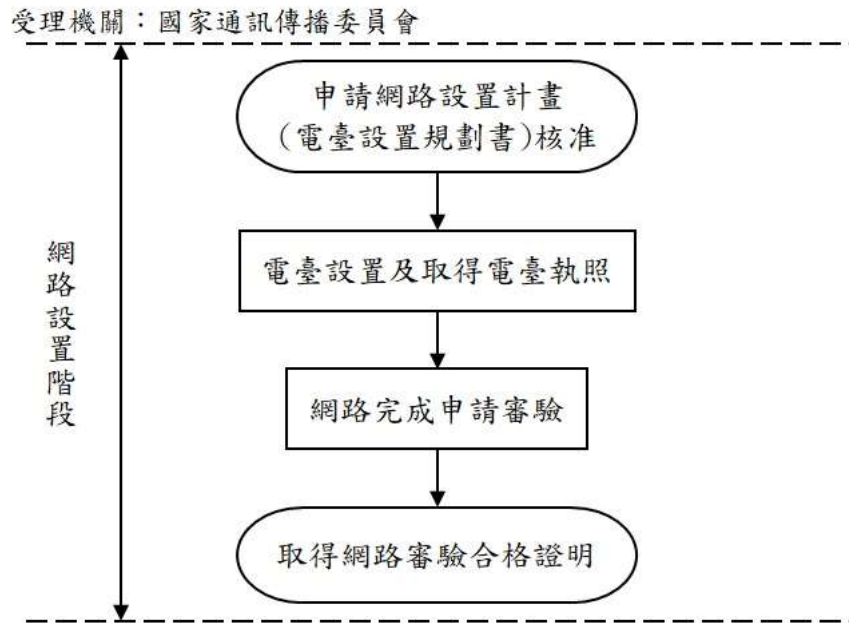 受理機關：國家通訊傳播委員會
申請網路設置計畫
(電臺設置規劃書)核准
電臺設置及取得電臺執照
網路設置階段
網路完成申請審驗
取得網路審驗合格證明